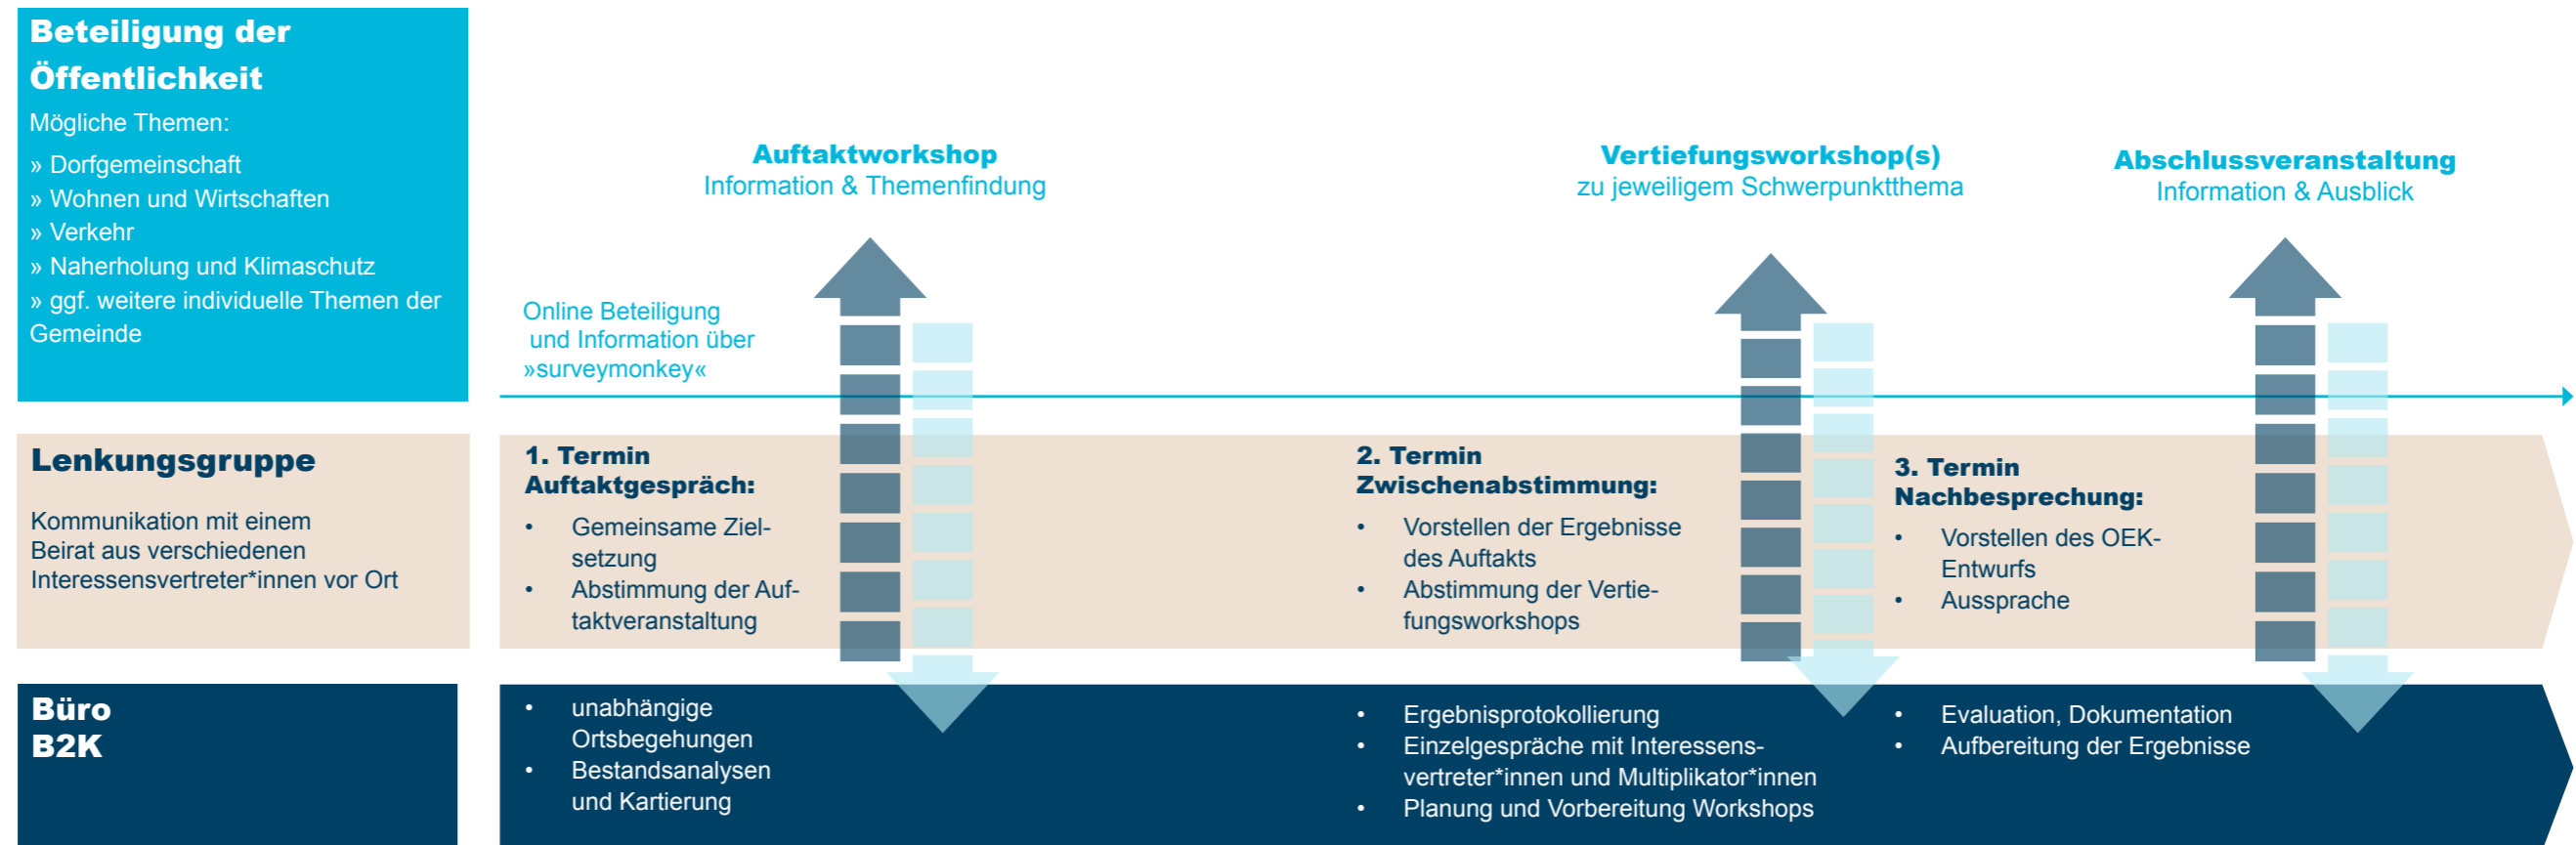 Beteiligung der
Öffentlichkeit
Mögliche Themen:
» Dorfgemeinschaft
» Wohnen und Wirtschaften
» Verkehr
» Naherholung und Klimaschutz
» ggf. weitere individuelle Themen der
Gemeinde
Auftaktworkshop
Information & Themenfindung
Vertiefungsworkshop(s)
zu jeweiligem Schwerpunktthema
Abschlussveranstaltung
Information & Ausblick
Online Beteiligung
und Information über
»surveymonkey«
Lenkungsgruppe
Kommunikation mit einem
Beirat aus verschiedenen
Interessensvertreter*innen vor Ort
1. Termin
Auftaktgespräch:
• Gemeinsame Ziel-
setzung
• Abstimmung der Auf-
taktveranstaltung
2. Termin
Zwischenabstimmung:
• Vorstellen der Ergebnisse
des Auftakts
• Abstimmung der Vertie-
fungsworkshops
3. Termin
Nachbesprechung:
• Vorstellen des OEK-
Entwurfs
• Aussprache
Büro
B2K
• unabhängige
Ortsbegehungen
• Bestandsanalysen
und Kartierung
• Ergebnisprotokollierung
• Einzelgespräche mit Interessens-
vertreter*innen und Multiplikator*innen
• Planung und Vorbereitung Workshops
• Evaluation, Dokumentation
• Aufbereitung der Ergebnisse